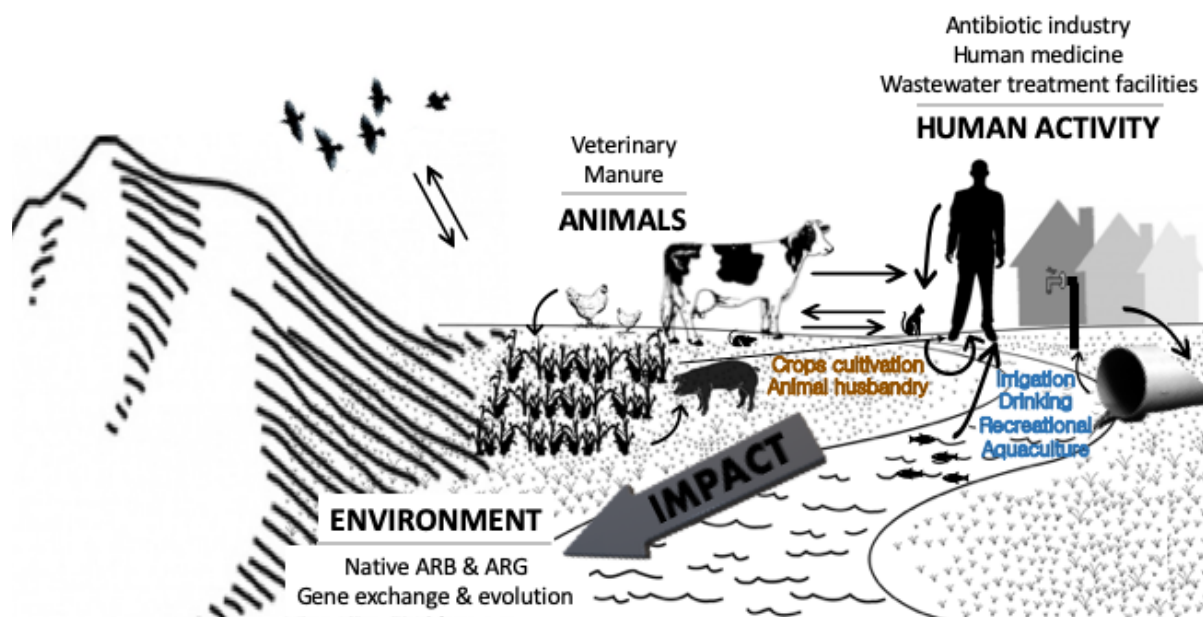 Antibiotic industry
Human medicine
Wastewater treatment facilities
HUMAN ACTIVITY
Veterinary
Manure
ANIMALS
Crops cultivation
Animal husbandry
Irrigation
Drinking
Recreational
Aquaculture
IMPACT
ENVIRONMENT
Native ARB & ARG
Gene exchange & evolution